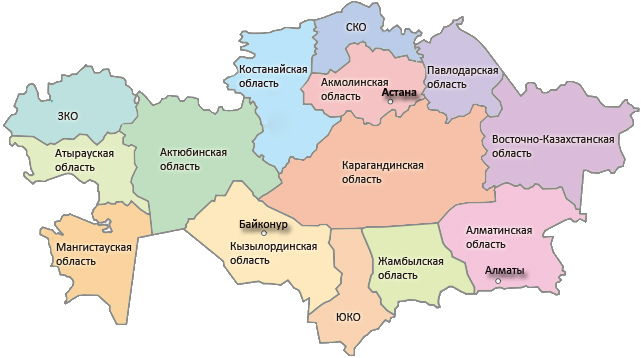 СКО
Костанайская
область
Акмолинская
область
Астана
Павлодарская
область
ЗКО
Атырауская
область
Актюбинская
область
Карагандинская
область
Восточно-Казахстанская
область
Мангистауская
область
Байконур
Кызылординская
область
ЮКО
Жамбылская
область
Алматинская
область
Алматы